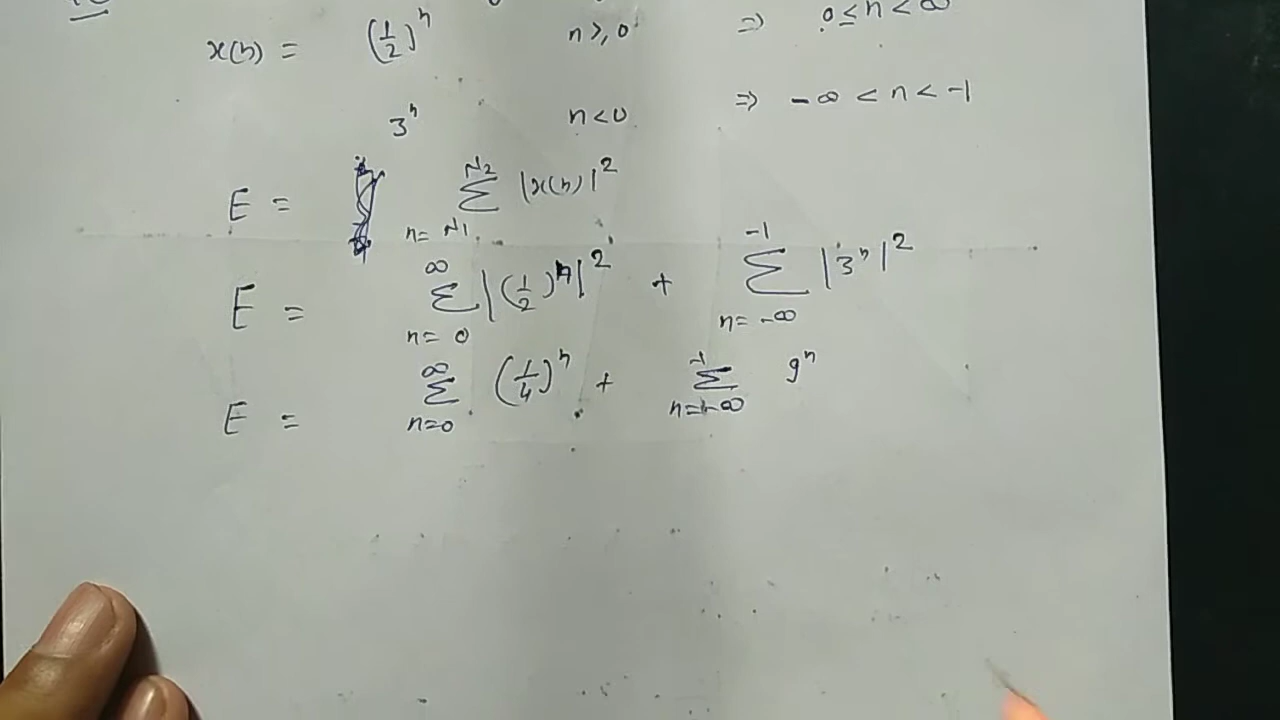 x(n) = (1/2)^n n ≥ 0 ⇒ 0 ≤ n < ∞
3^n n < 0 ⇒ -∞ < n < -1
E = Σ_{n=N1}^{N2} |x(n)|^2
E = Σ_{n=0}^{∞} |(1/2)^n|^2 + Σ_{n=-∞}^{-1} |3^n|^2
E = Σ_{n=0}^{∞} (1/4)^n + Σ_{n=-∞}^{-1} 9^n